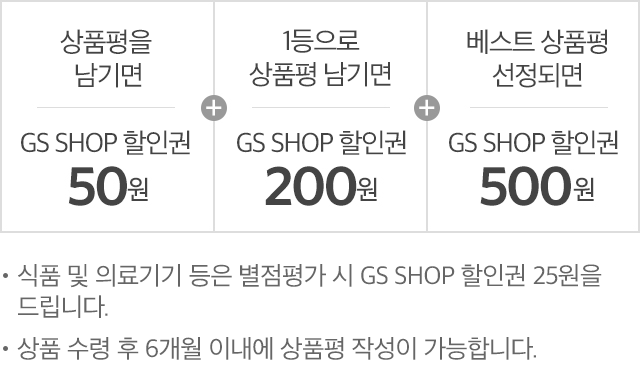 상품평을
남기면
GS SHOP 할인권
50원
+
1등으로
상품평 남기면
GS SHOP 할인권
200원
+
베스트 상품평
선정되면
GS SHOP 할인권
500원
• 식품 및 의료기기 등은 별점평가 시 GS SHOP 할인권 25원을
드립니다.
• 상품 수령 후 6개월 이내에 상품평 작성이 가능합니다.